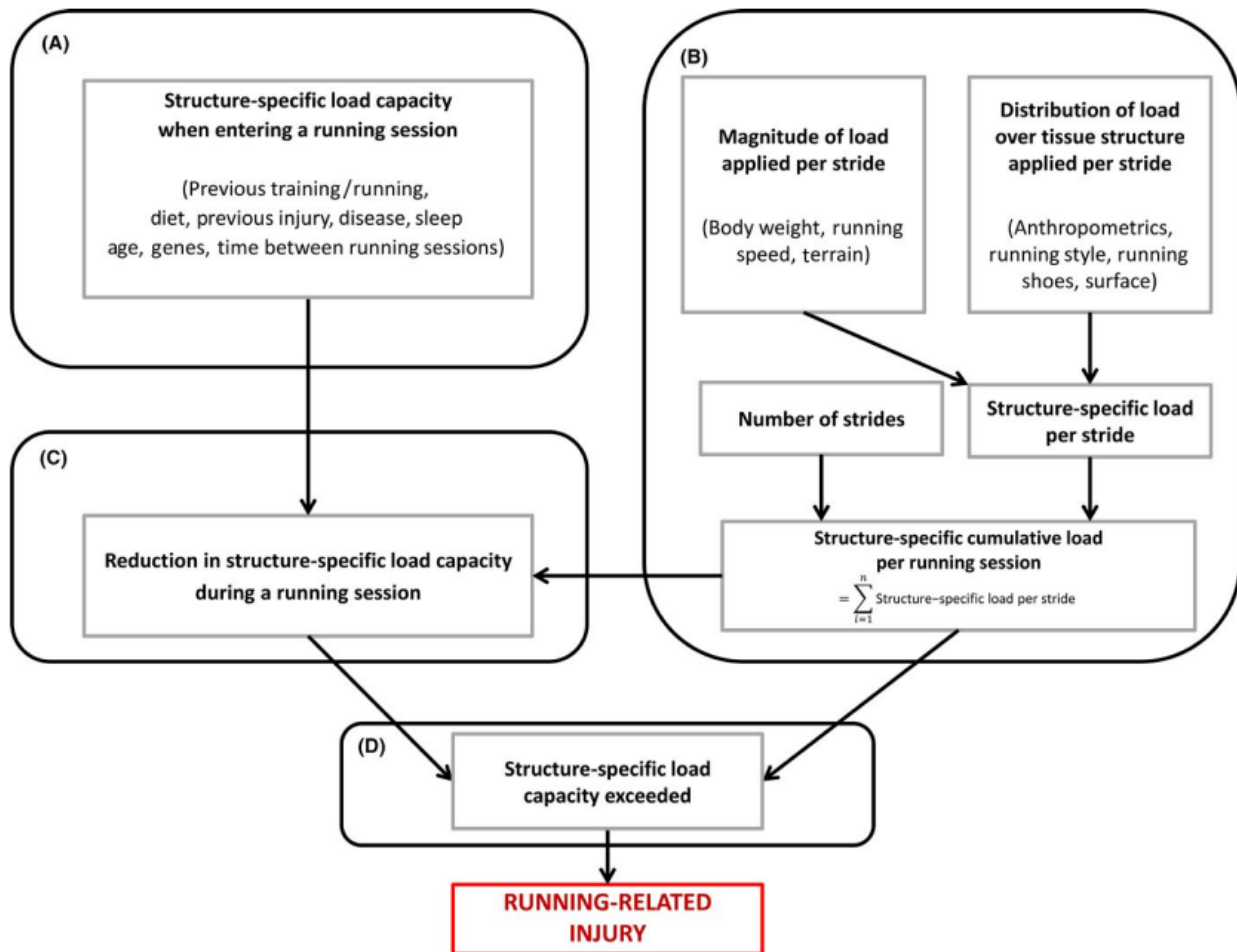 (A)
Structure-specific load capacity
when entering a running session
(Previous training/running,
diet, previous injury, disease, sleep
age, genes, time between running sessions)
(B)
Magnitude of load
applied per stride
(Body weight, running
speed, terrain)
Distribution of load
over tissue structure
applied per stride
(Anthropometrics,
running style, running
shoes, surface)
Number of strides
Structure-specific load
per stride
Structure-specific cumulative load
per running session
= ∑ i=1 n Structure–specific load per stride
(C)
Reduction in structure-specific load capacity
during a running session
(D)
Structure-specific load
capacity exceeded
RUNNING-RELATED
INJURY